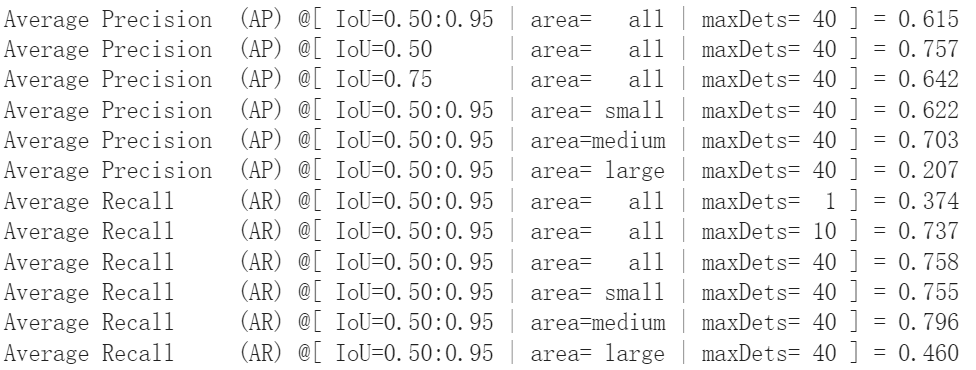 Average Precision  (AP) @[ IoU=0.50:0.95 | area=   all | maxDets= 40 ] = 0.615
Average Precision  (AP) @[ IoU=0.50      | area=   all | maxDets= 40 ] = 0.757
Average Precision  (AP) @[ IoU=0.75      | area=   all | maxDets= 40 ] = 0.642
Average Precision  (AP) @[ IoU=0.50:0.95 | area= small | maxDets= 40 ] = 0.622
Average Precision  (AP) @[ IoU=0.50:0.95 | area=medium | maxDets= 40 ] = 0.703
Average Precision  (AP) @[ IoU=0.50:0.95 | area= large | maxDets= 40 ] = 0.207
Average Recall     (AR) @[ IoU=0.50:0.95 | area=   all | maxDets=  1 ] = 0.374
Average Recall     (AR) @[ IoU=0.50:0.95 | area=   all | maxDets= 10 ] = 0.737
Average Recall     (AR) @[ IoU=0.50:0.95 | area=   all | maxDets= 40 ] = 0.758
Average Recall     (AR) @[ IoU=0.50:0.95 | area= small | maxDets= 40 ] = 0.755
Average Recall     (AR) @[ IoU=0.50:0.95 | area=medium | maxDets= 40 ] = 0.796
Average Recall     (AR) @[ IoU=0.50:0.95 | area= large | maxDets= 40 ] = 0.460